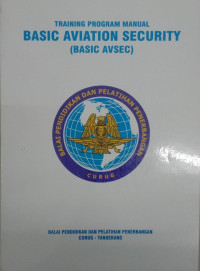 TRAINING PROGRAM MANUAL
BASIC AVIATION SECURITY
(BASIC AVSEC)
BALAI PENDIDIKAN DAN PELATIHAN PENERBANGAN
CURUG
BALAI PENDIDIKAN DAN PELATIHAN PENERBANGAN
CURUG - TANGERANG